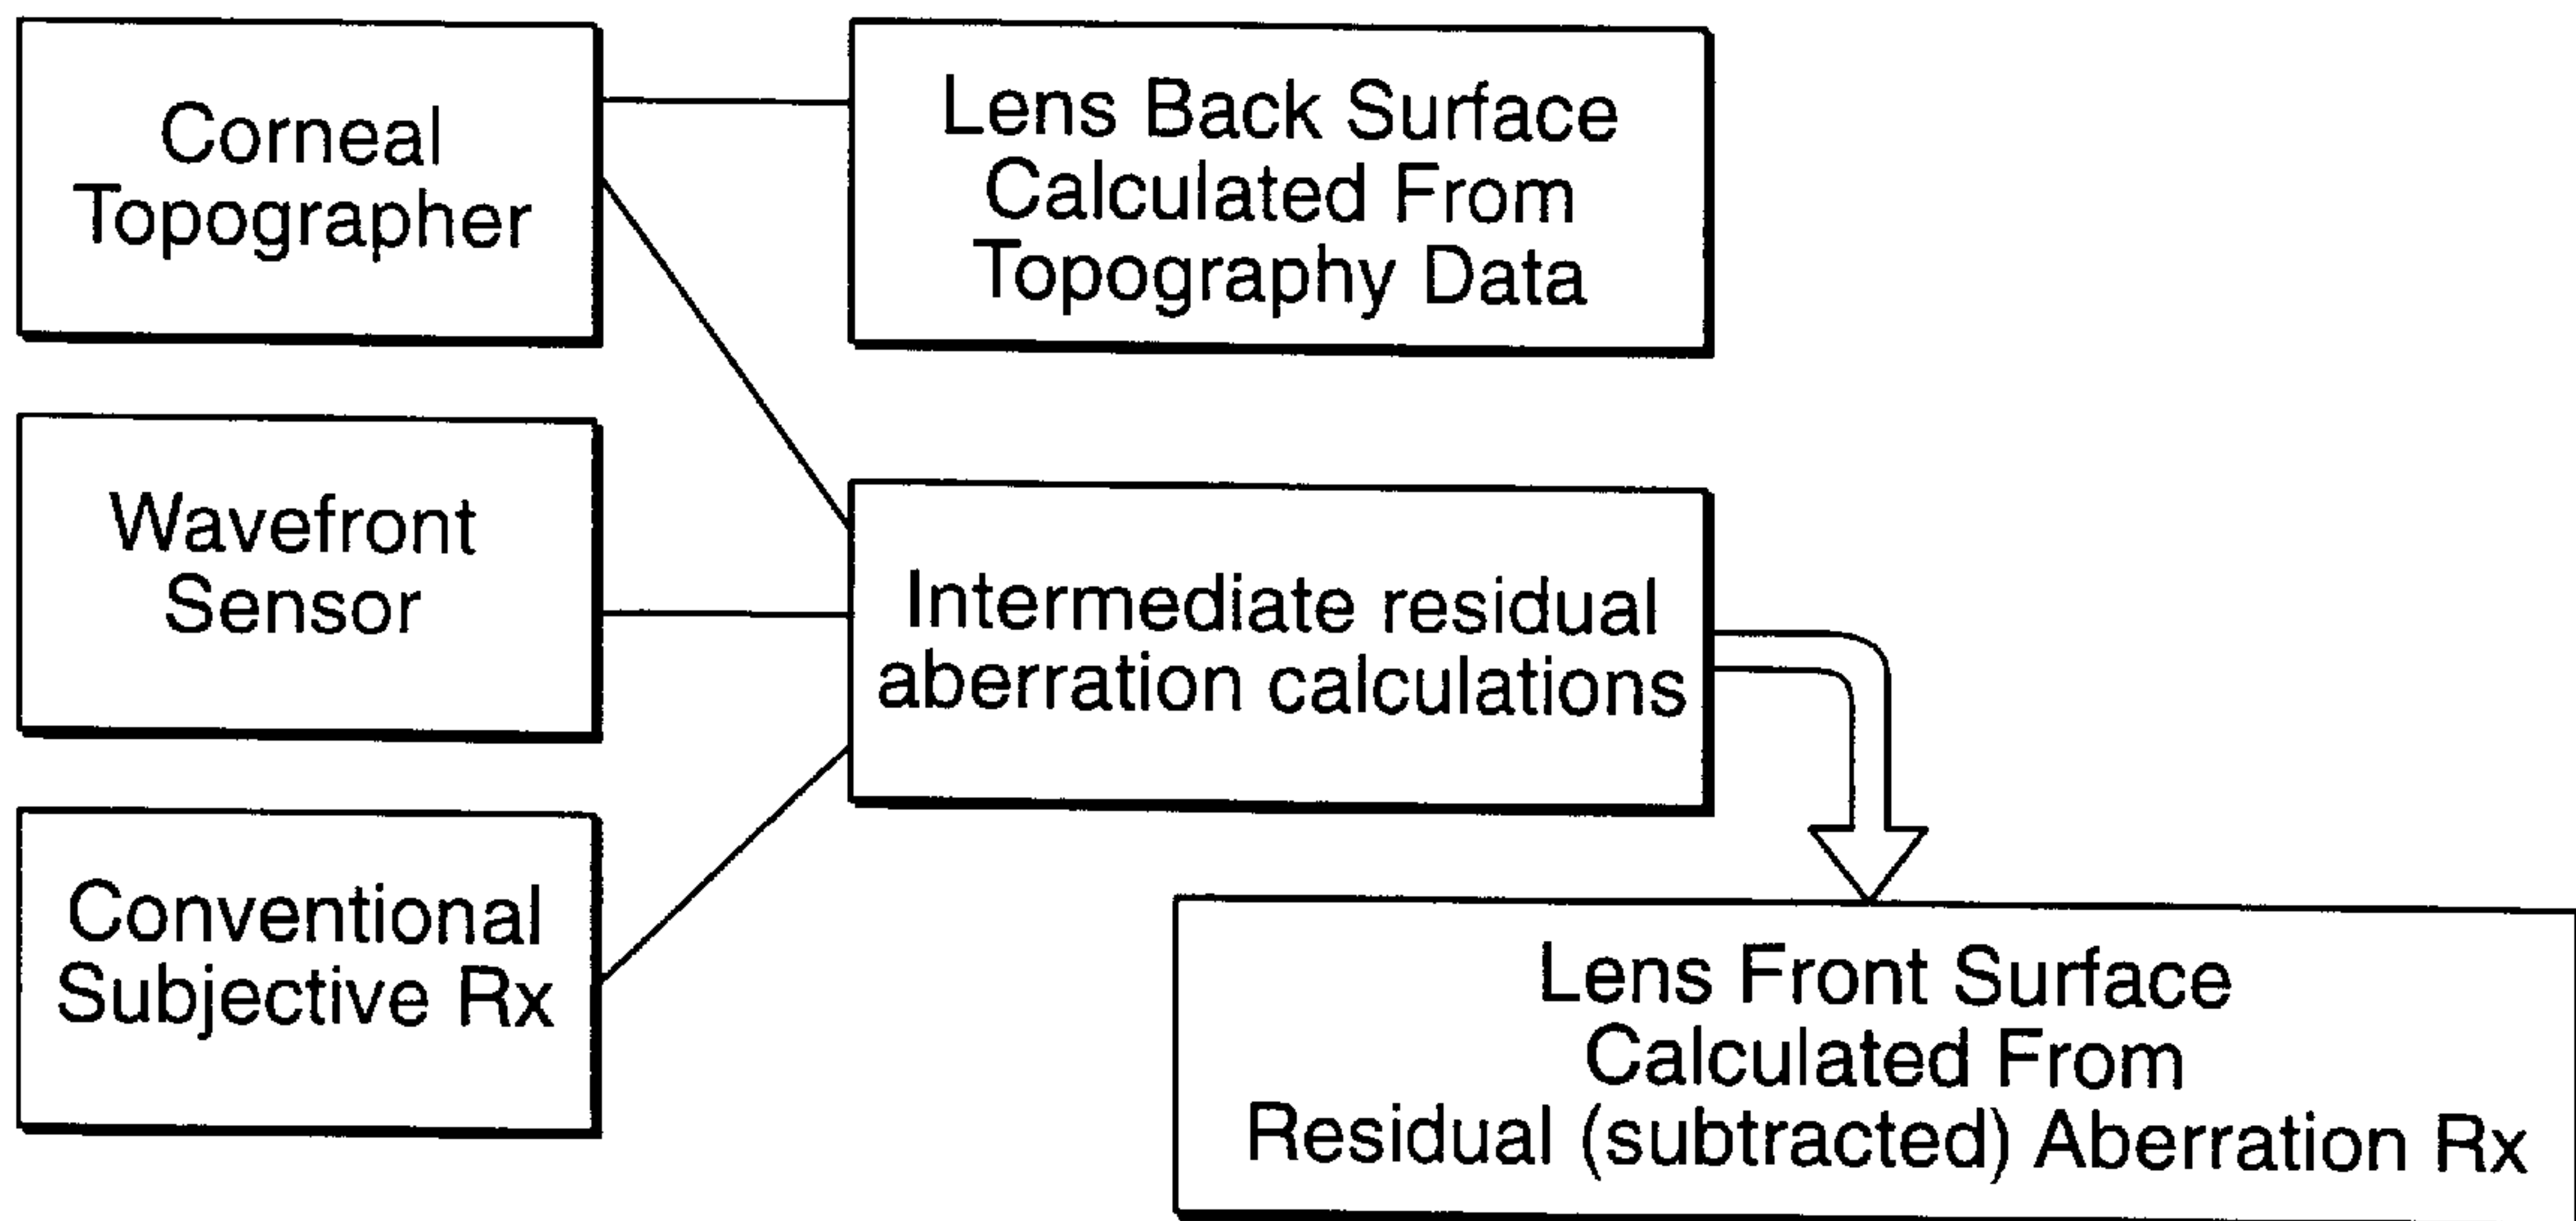 Corneal
Topographer
Lens Back Surface
Calculated From
Topography Data
Wavefront
Sensor
Intermediate residual
aberration calculations
Conventional
Subjective Rx
Lens Front Surface
Calculated From
Residual (subtracted) Aberration Rx